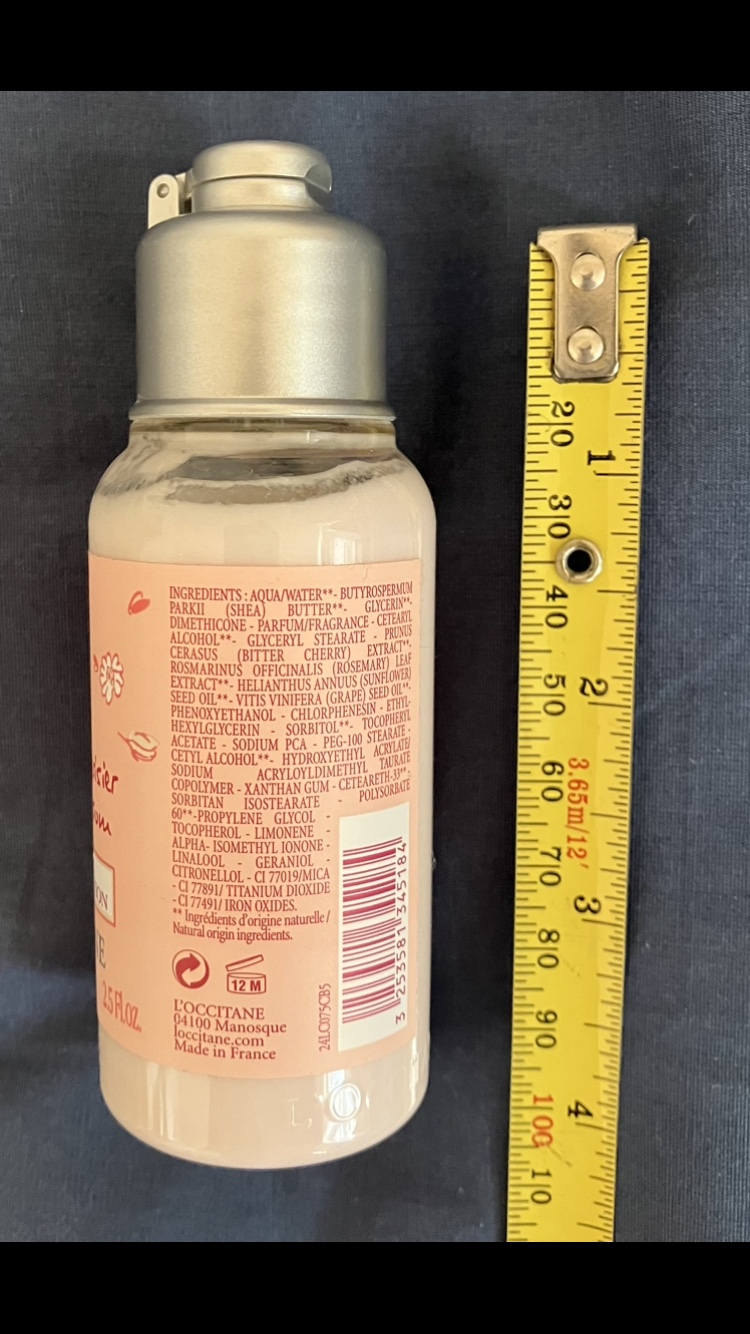 INGREDIENTS : AQUA/WATER**- BUTYROSPERMUM
PARKII (SHEA) BUTTER**- GLYCERIN**-
DIMETHICONE - PARFUM/FRAGRANCE - CETEARYL
ALCOHOL**- GLYCERYL STEARATE - PRUNUS
CERASUS (BITTER CHERRY) EXTRACT**-
ROSMARINUS OFFICINALIS (ROSEMARY) LEAF
EXTRACT**- HELIANTHUS ANNUUS (SUNFLOWER)
SEED OIL**- VITIS VINIFERA (GRAPE) SEED OIL**-
PHENOXYETHANOL - CHLORPHENESIN - ETHYL-
HEXYLGLYCERIN - SORBITOL**- TOCOPHERYL
ACETATE - SODIUM PCA - PEG-100 STEARATE -
CETYL ALCOHOL**- HYDROXYETHYL ACRYLATE/
SODIUM ACRYLOYLDIMETHYL TAURATE
COPOLYMER - XANTHAN GUM - CETEARETH-33**-
SORBITAN ISOSTEARATE - POLYSORBATE
60**-PROPYLENE GLYCOL -
TOCOPHEROL - LIMONENE -
ALPHA- ISOMETHYL IONONE -
LINALOOL - GERANIOL -
CITRONELLOL - CI 77019/MICA
- CI 77891/ TITANIUM DIOXIDE
- CI 77491/ IRON OXIDES.
** Ingrédients d'origine naturelle /
Natural origin ingredients.
12 M
L'OCCITANE
04100 Manosque
loccitane.com
Made in France
24LC075CB5
3 253581 345184
2.5 Fl.oz.
20
30
40
50
60
70
80
90
100
10
1
2
3.65m/12'
3
4